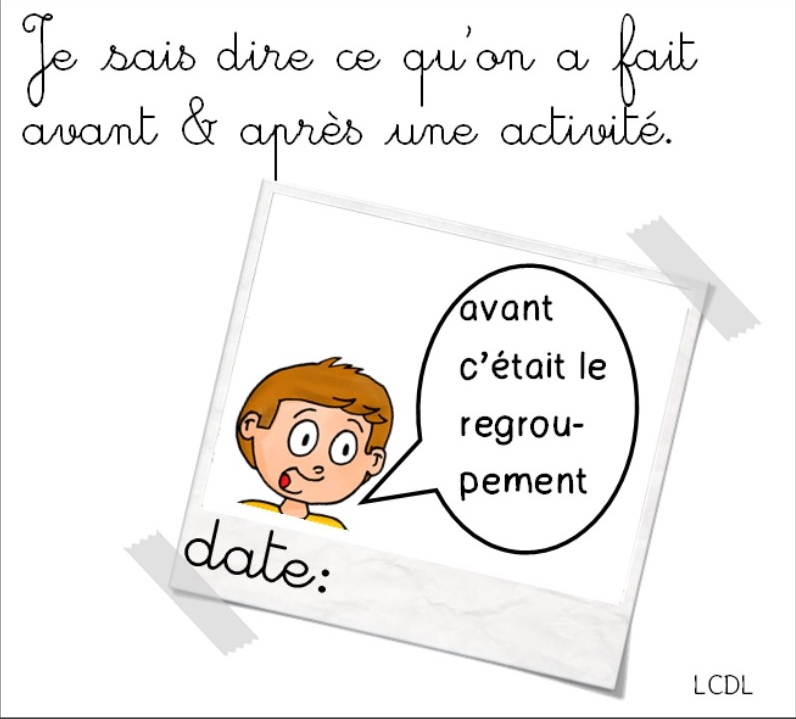 Je sais dire ce qu'on a fait
avant & après une activité.
avant
c'était le
regrou-
pement
date:
LCDL